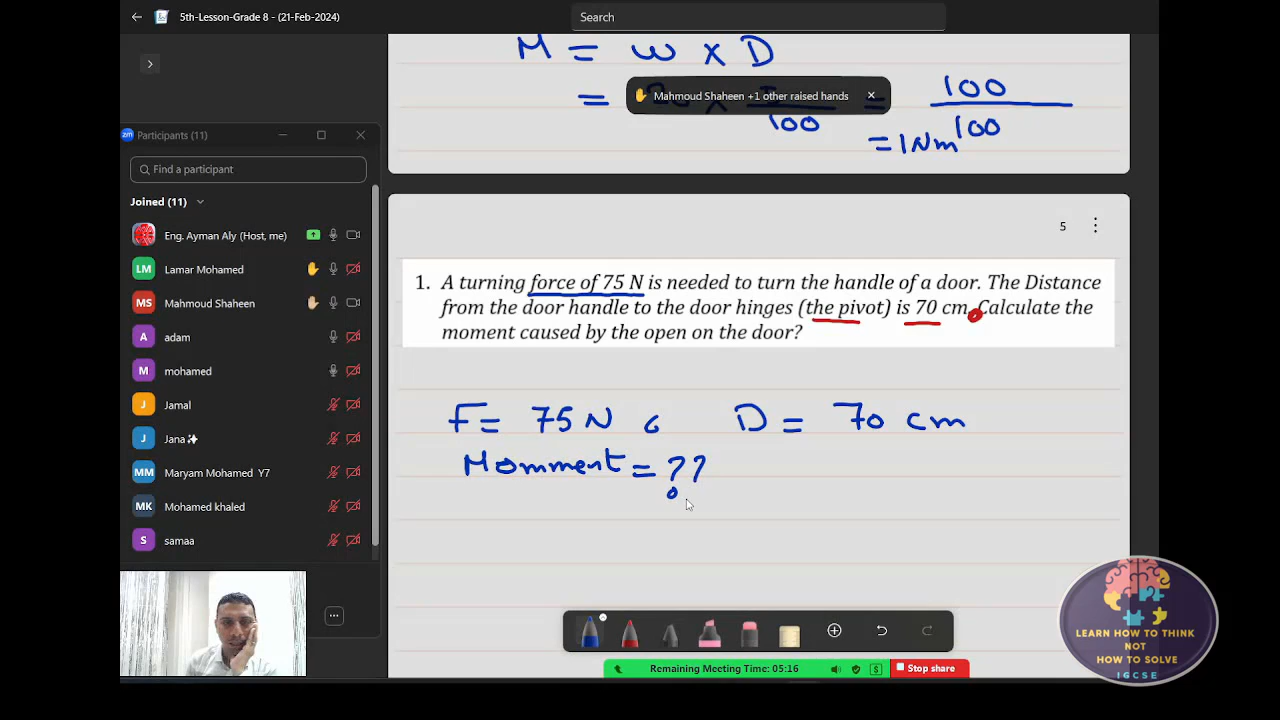 5th-Lesson-Grade 8 - (21-Feb-2024)
Search
M = W x D
Mahmoud Shaheen +1 other raised hands
= x = 100
100 100
= 1Nm
zm Participants (11)
Find a participant
Joined (11)
Eng. Ayman Aly (Host, me)
LM Lamar Mohamed
MS Mahmoud Shaheen
A adam
M mohamed
J Jamal
J Jana✨
MM Maryam Mohamed Y7
MK Mohamed khaled
S samaa
5
1. A turning force of 75 N is needed to turn the handle of a door. The Distance
from the door handle to the door hinges (the pivot) is 70 cm. Calculate the
moment caused by the open on the door?
F = 75 N D = 70 cm
Momment = ??
Remaining Meeting Time: 05:16
Stop share
LEARN HOW TO THINK
NOT
HOW TO SOLVE
IGCSE